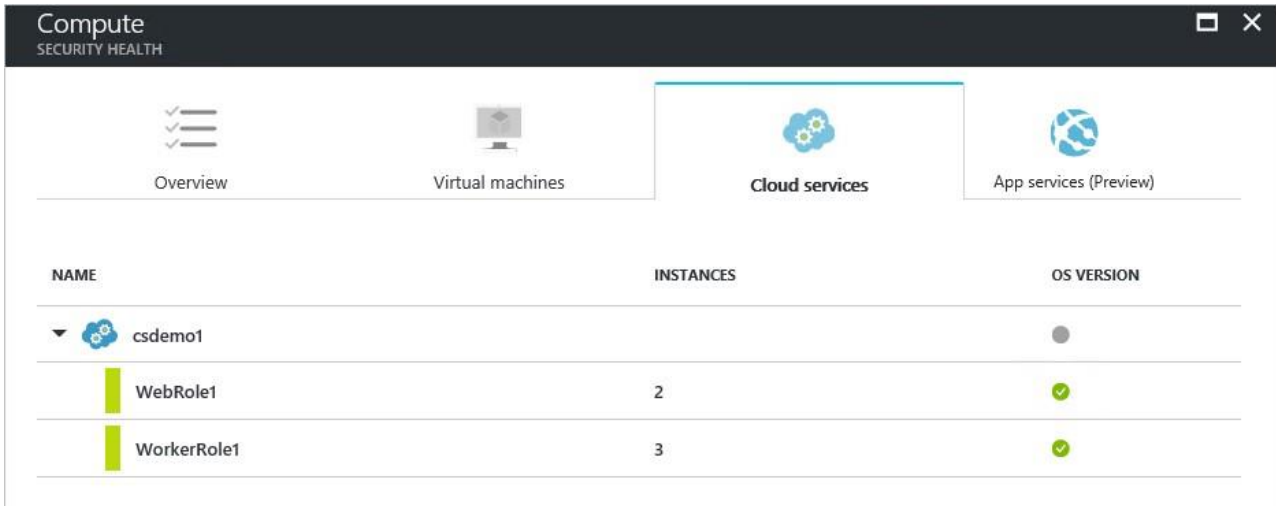 Compute
SECURITY HEALTH
Overview
Virtual machines
Cloud services
App services (Preview)
NAME INSTANCES OS VERSION
csdemo1
WebRole1 2
WorkerRole1 3